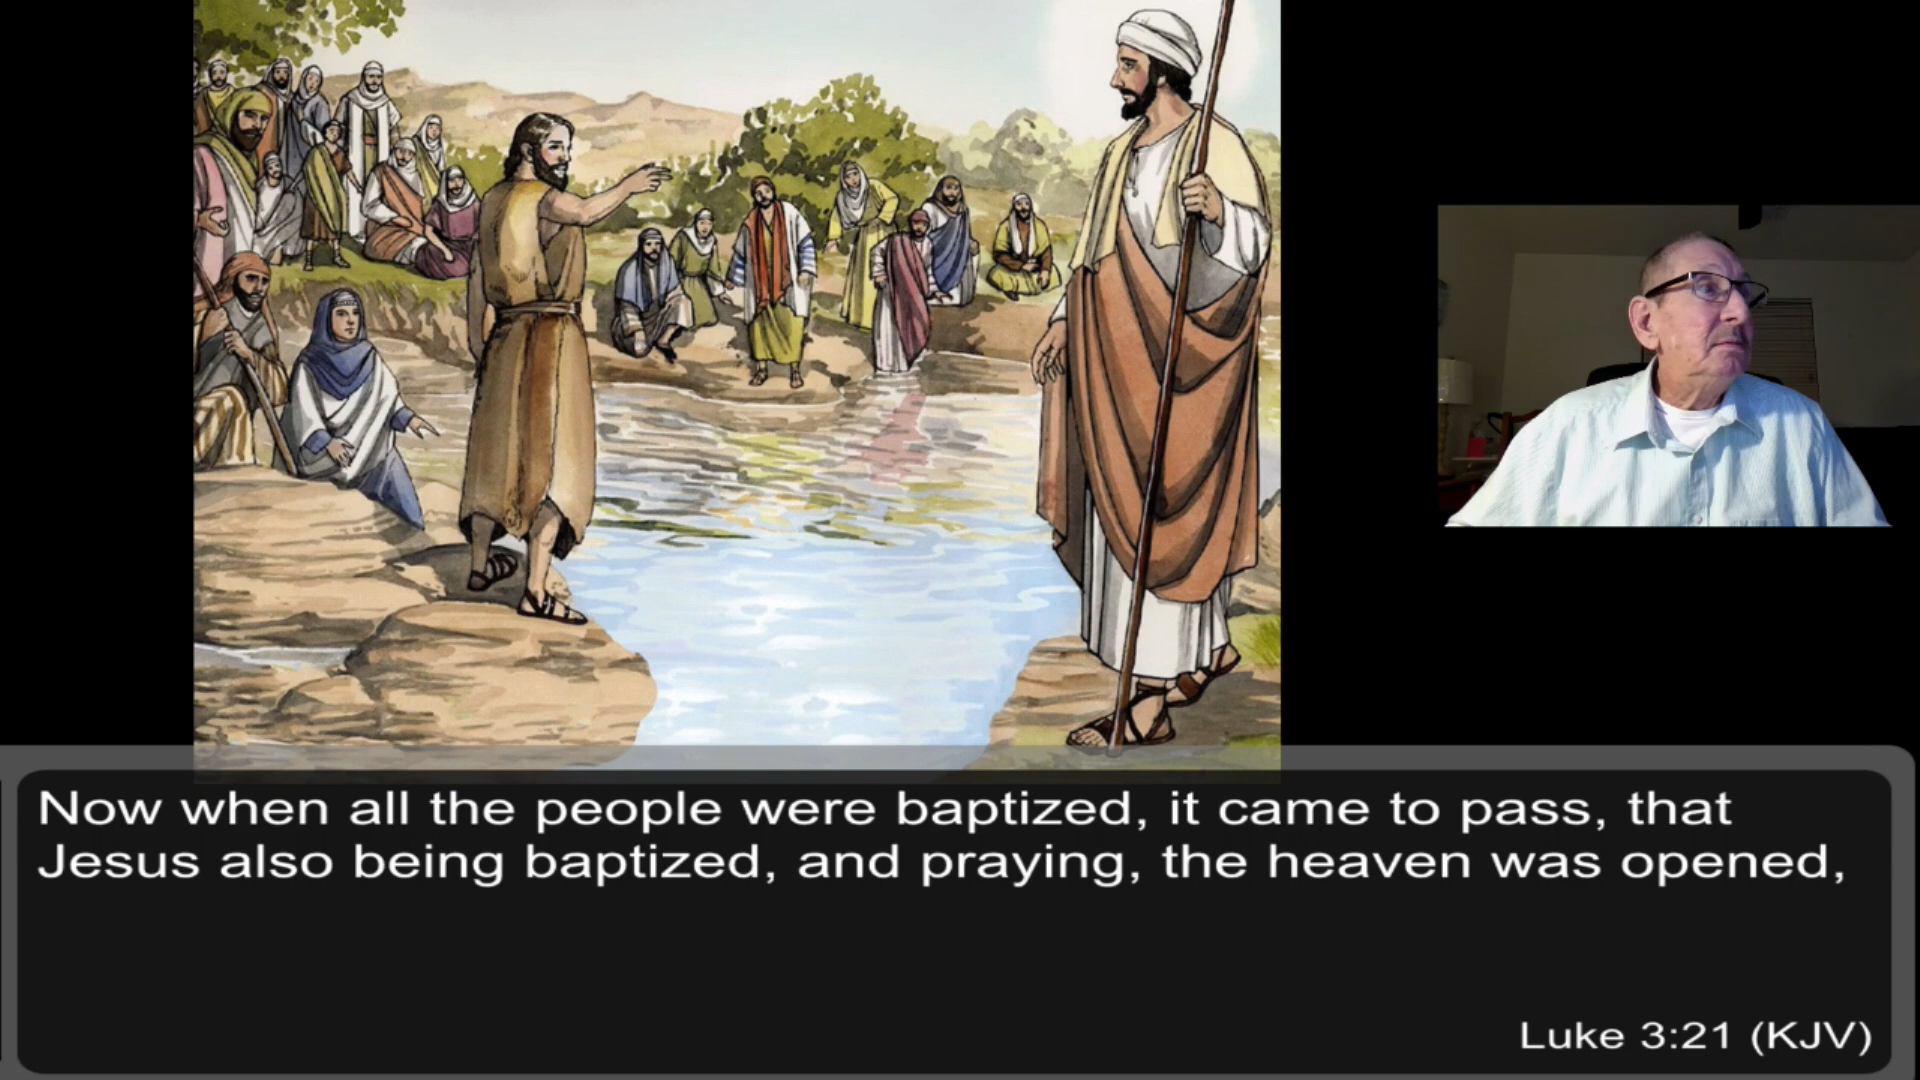 Now when all the people were baptized, it came to pass, that
Jesus also being baptized, and praying, the heaven was opened,
Luke 3:21 (KJV)